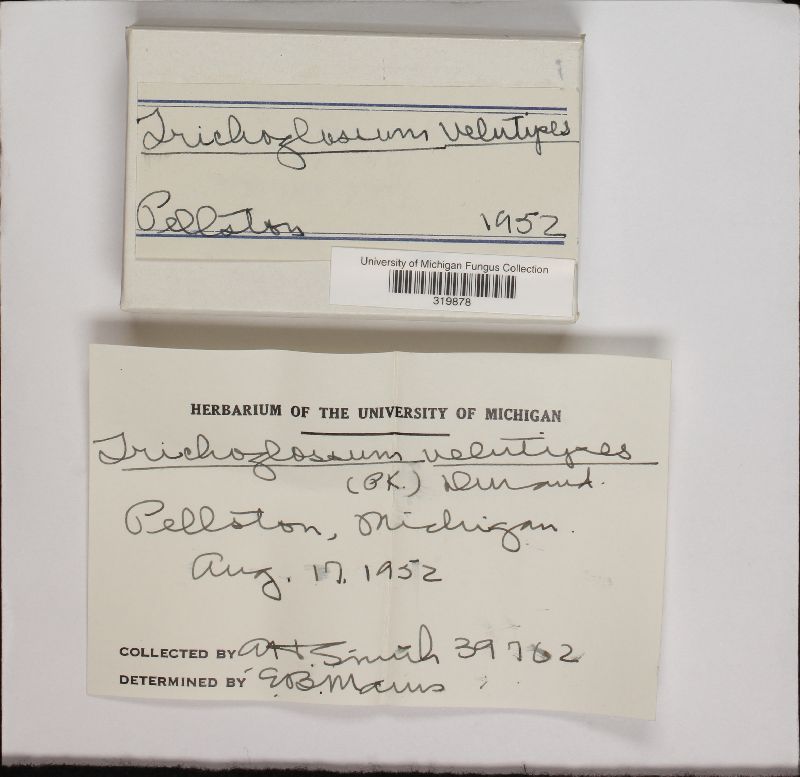 Trichoglossum velutipes
Pellston 1952
University of Michigan Fungus Collection
319878
HERBARIUM OF THE UNIVERSITY OF MICHIGAN
Trichoglossum velutipes
(PK.) Durand.
Pellston, Michigan.
Aug. 17, 1952
COLLECTED BY A.H. Smith 39762
DETERMINED BY E.B. Mains